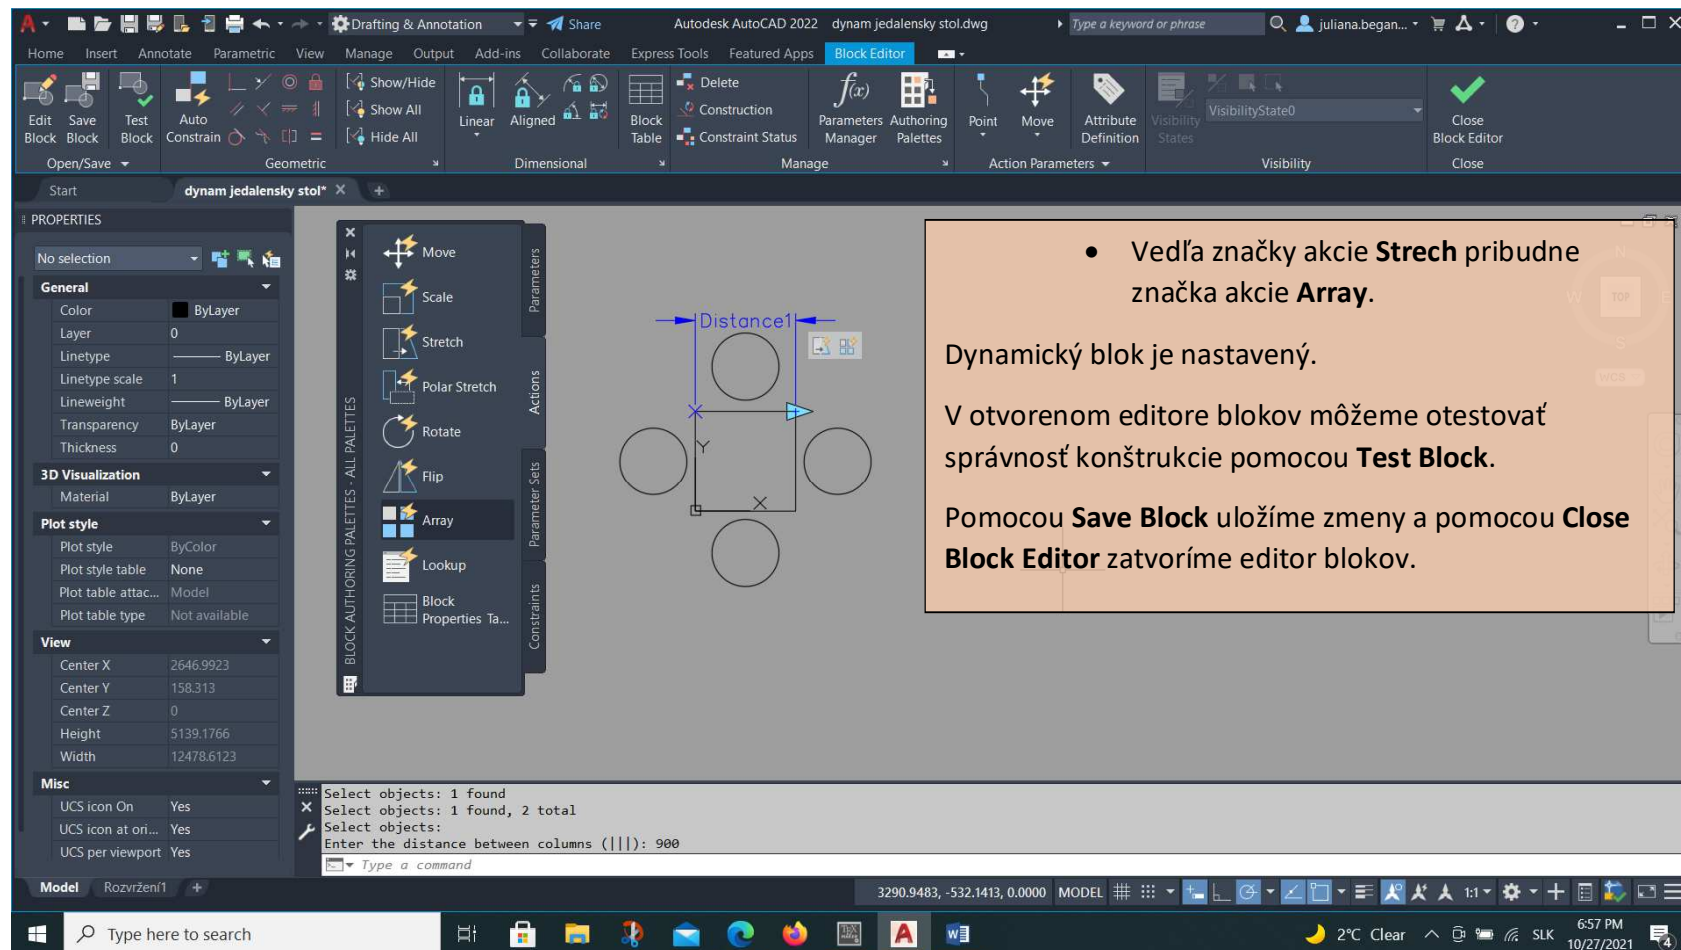 Drafting & Annotation
Share
Autodesk AutoCAD 2022 dynam jedalensky stol.dwg
Type a keyword or phrase
juliana.began...
Home Insert Annotate Parametric View Manage Output Add-ins Collaborate Express Tools Featured Apps Block Editor
Edit Block
Save Block
Test Block
Auto Constrain
Show/Hide
Show All
Hide All
Linear
Aligned
Block Table
Delete
Construction
Constraint Status
Parameters Manager
Authoring Palettes
Point
Move
Attribute Definition
Visibility States
VisibilityState0
Close Block Editor
Open/Save Geometric Dimensional Manage Action Parameters Visibility Close
Start dynam jedalensky stol*
PROPERTIES
No selection
General
Color ByLayer
Layer 0
Linetype ByLayer
Linetype scale 1
Lineweight ByLayer
Transparency ByLayer
Thickness 0
3D Visualization
Material ByLayer
Plot style
Plot style ByColor
Plot style table None
Plot table attac... Model
Plot table type Not available
View
Center X 2646.9923
Center Y 158.313
Center Z 0
Height 5139.1766
Width 12478.6123
Misc
UCS icon On Yes
UCS icon at ori... Yes
UCS per viewport Yes
BLOCK AUTHORING PALETTES - ALL PALETTES
Move
Scale
Stretch
Polar Stretch
Rotate
Flip
Array
Lookup
Block
Properties Ta...
Parameters
Actions
Parameter Sets
Constraints
Distance1
Y
X
• Vedľa značky akcie Strech pribudne
značka akcie Array.
Dynamický blok je nastavený.
V otvorenom editore blokov môžeme otestovať
správnosť konštrukcie pomocou Test Block.
Pomocou Save Block uložíme zmeny a pomocou Close
Block Editor zatvoríme editor blokov.
N
W TOP E
S
WCS
Select objects: 1 found
Select objects: 1 found, 2 total
Select objects:
Enter the distance between columns (|||): 900
Type a command
Model Rozvržení1 +
3290.9483, -532.1413, 0.0000 MODEL 1:1
Type here to search
2°C Clear
SLK
6:57 PM
10/27/2021
4